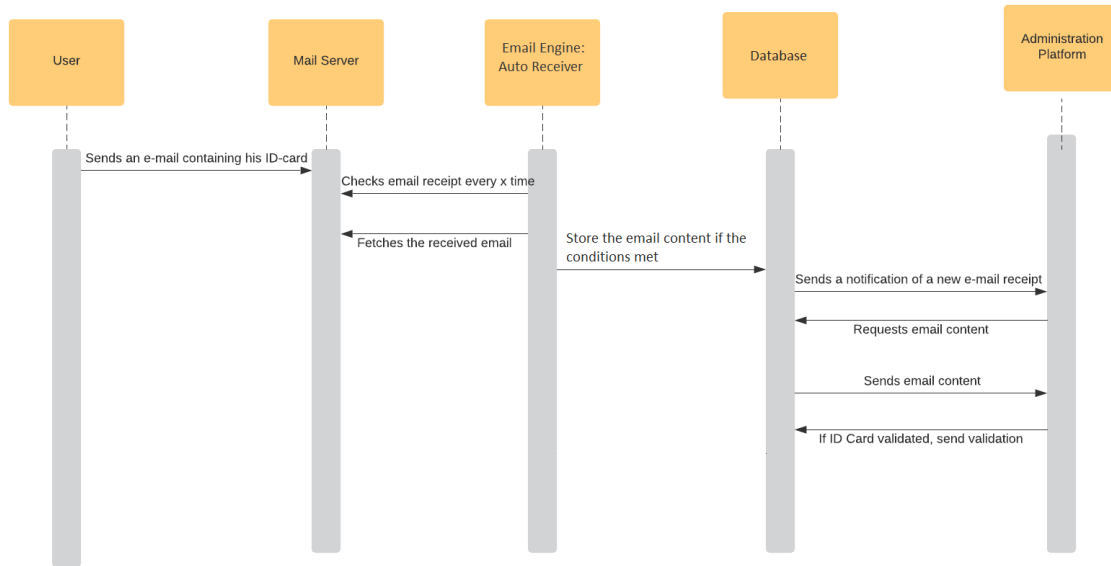 User
Mail Server
Email Engine:
Auto Receiver
Database
Administration
Platform
Sends an e-mail containing his ID-card
Checks email receipt every x time
Fetches the received email
Store the email content if the
conditions met
Sends a notification of a new e-mail receipt
Requests email content
Sends email content
If ID Card validated, send validation